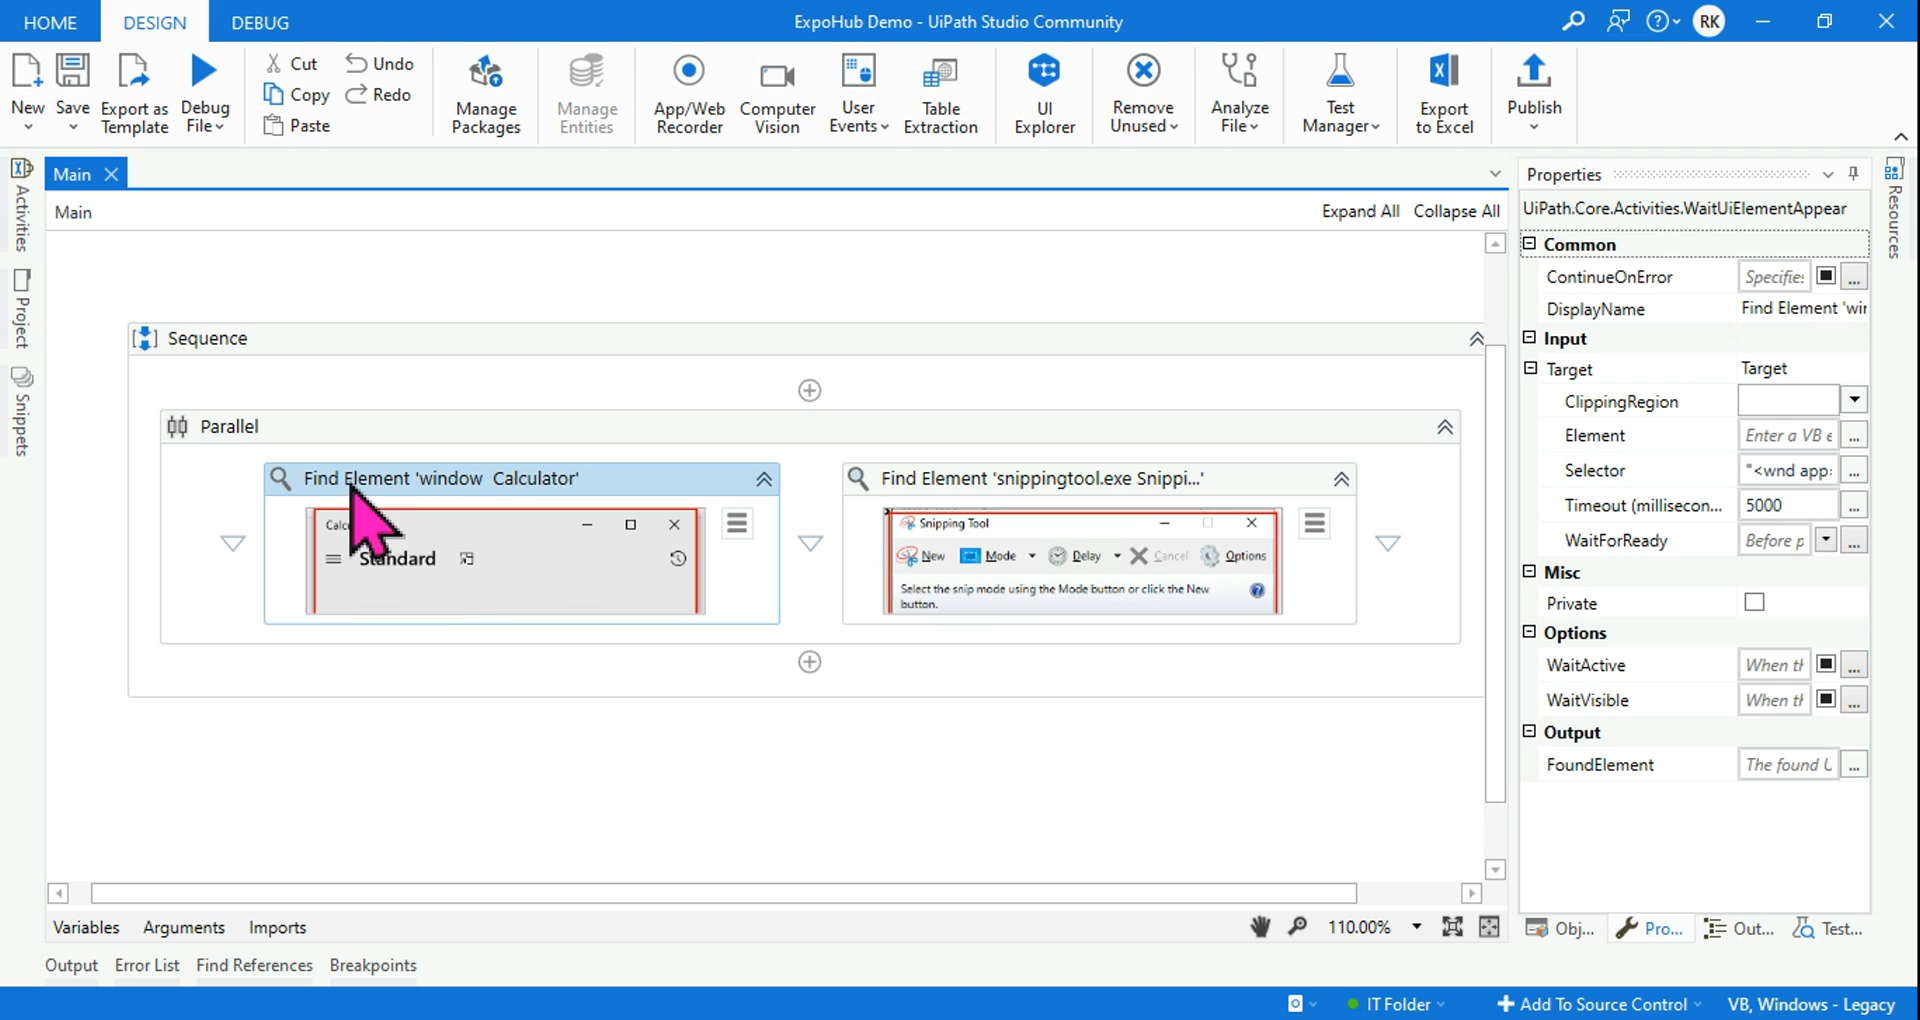 HOME DESIGN DEBUG ExpoHub Demo - UiPath Studio Community RK
New Save Export as Template Debug File
Cut Undo
Copy Redo
Paste
Manage Packages Manage Entities App/Web Recorder Computer Vision User Events Table Extraction UI Explorer Remove Unused Analyze File Test Manager Export to Excel Publish
Activities
Project
Snippets
Main
Main Expand All Collapse All
Sequence
Parallel
Find Element 'window Calculator'
Standard
Find Element 'snippingtool.exe Snippi...'
Snipping Tool
New Mode Delay Cancel Options
Select the snip mode using the Mode button or click the New
button.
Properties
UiPath.Core.Activities.WaitUiElementAppear
Common
ContinueOnError
DisplayName Find Element
Input
Target Target
ClippingRegion
Element Enter a VB
Selector "<wnd app:
Timeout (millisecon... 5000 ...
WaitForReady Before
Misc
Private
Options
WaitActive When
WaitVisible When
Output
FoundElement The found
Resources
Variables Arguments Imports 110.00%
Obj... Pro... Out... Test...
Output Error List Find References Breakpoints
IT Folder Add To Source Control VB, Windows - Legacy